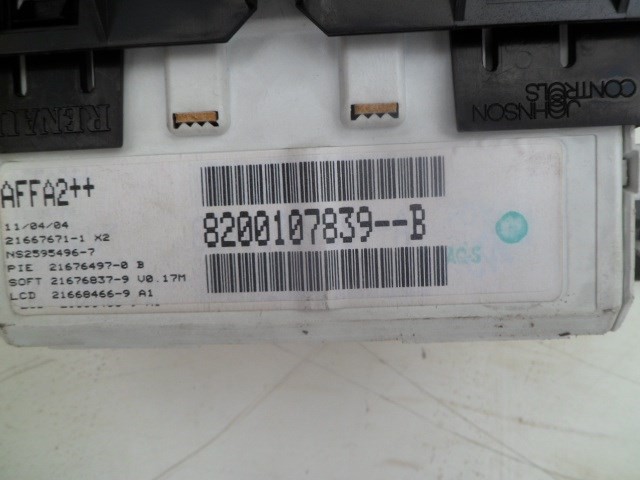 RENAU
JOHNSON
CONTROLS
AFFA2++
11/04/04
21667671-1 X2
NS2595496-7
PIE 21676497-0 B
SOFT 21676837-9 V0.17M
LCD 21668466-9 A1
8200107839--B